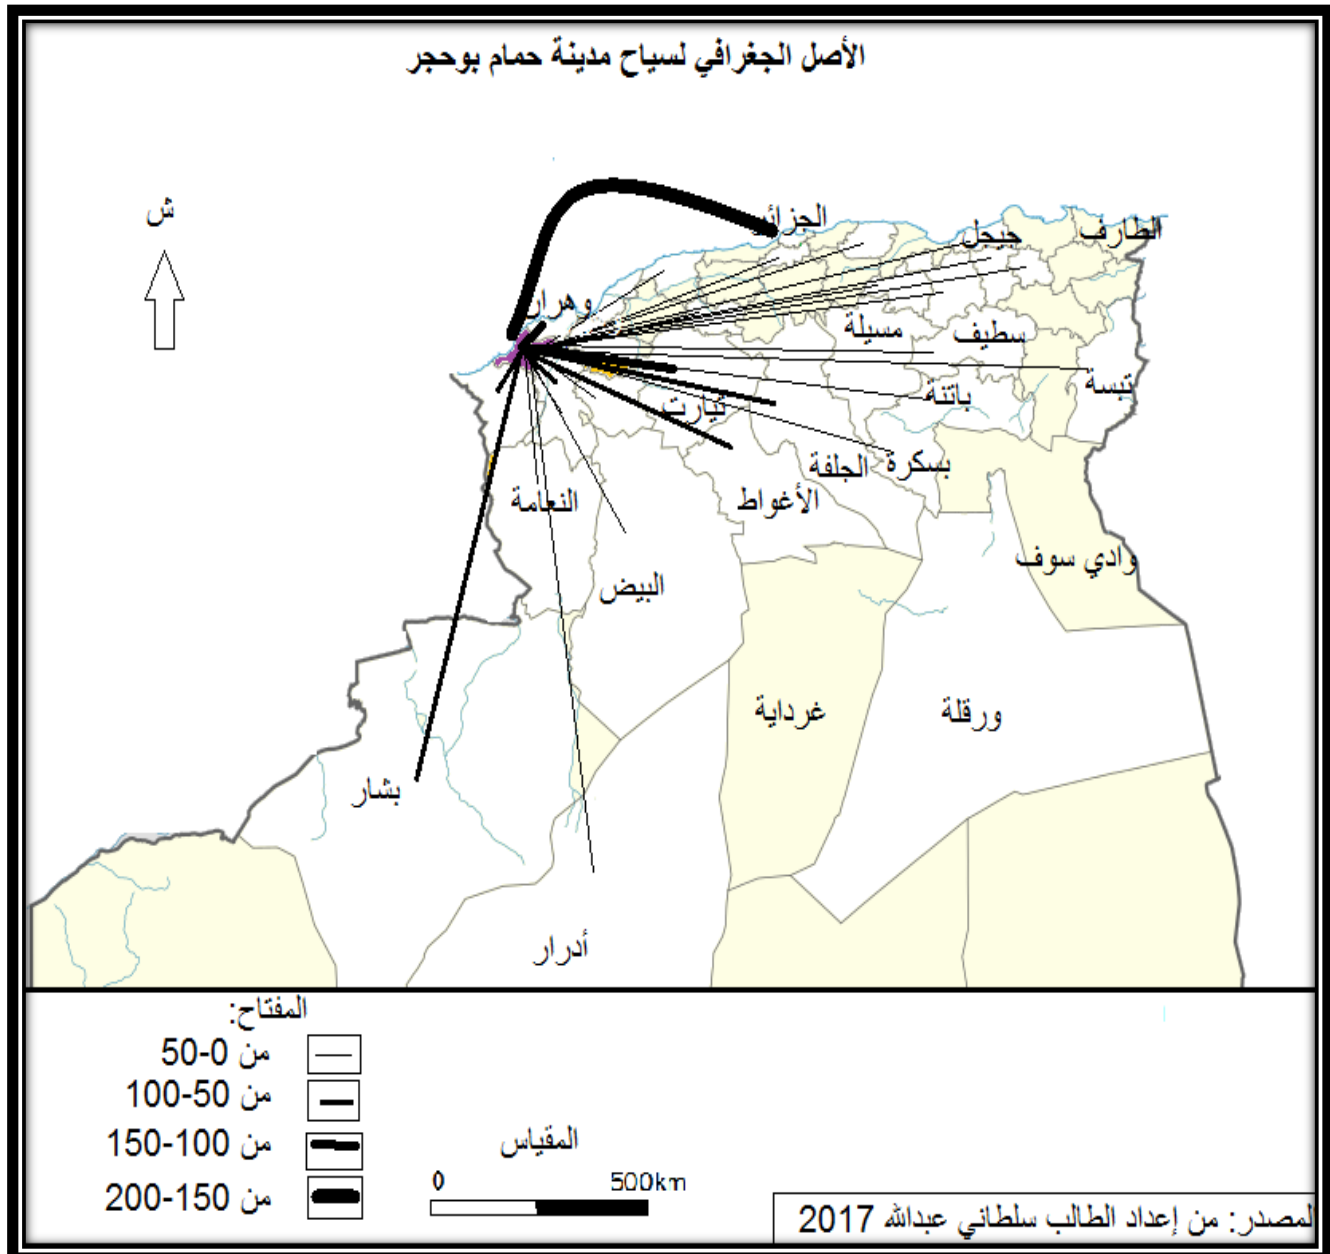 الأصل الجغرافي لسياح مدينة حمام بوحجر
ش
الجزائر
جيجل
الطارف
وهران
مسيلة
سطيف
تبسة
باتنة
تيارت
بسكرة
الجلفة
الأغواط
النعامة
وادي سوف
البيض
غرداية
ورقلة
بشار
أدرار
المفتاح:
من 0-50
من 50-100
من 100-150
من 150-200
المقياس
0 500km
المصدر: من إعداد الطالب سلطاني عبدالله 2017